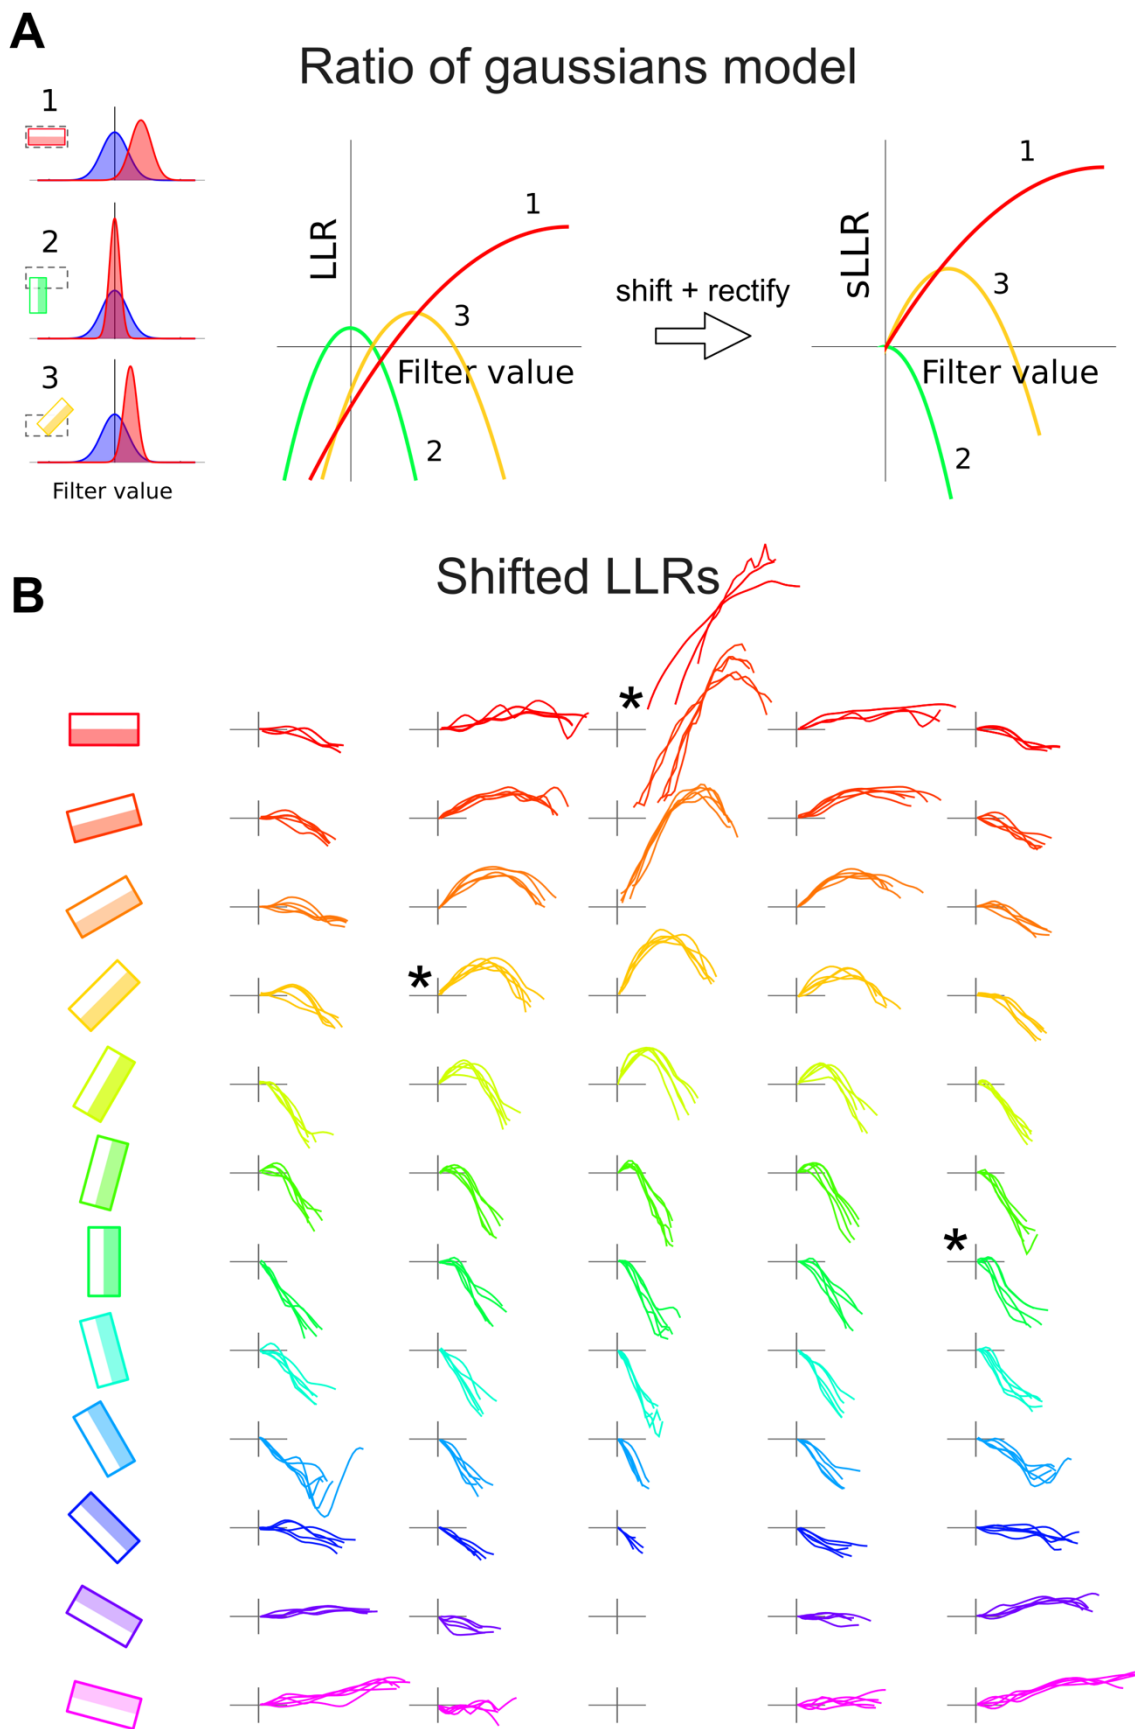 A
Ratio of gaussians model
1
2
3
Filter value
LLR
1
3
Filter value
2
shift + rectify
sLLR
1
3
Filter value
2
B
Shifted LLRs
*
*
*